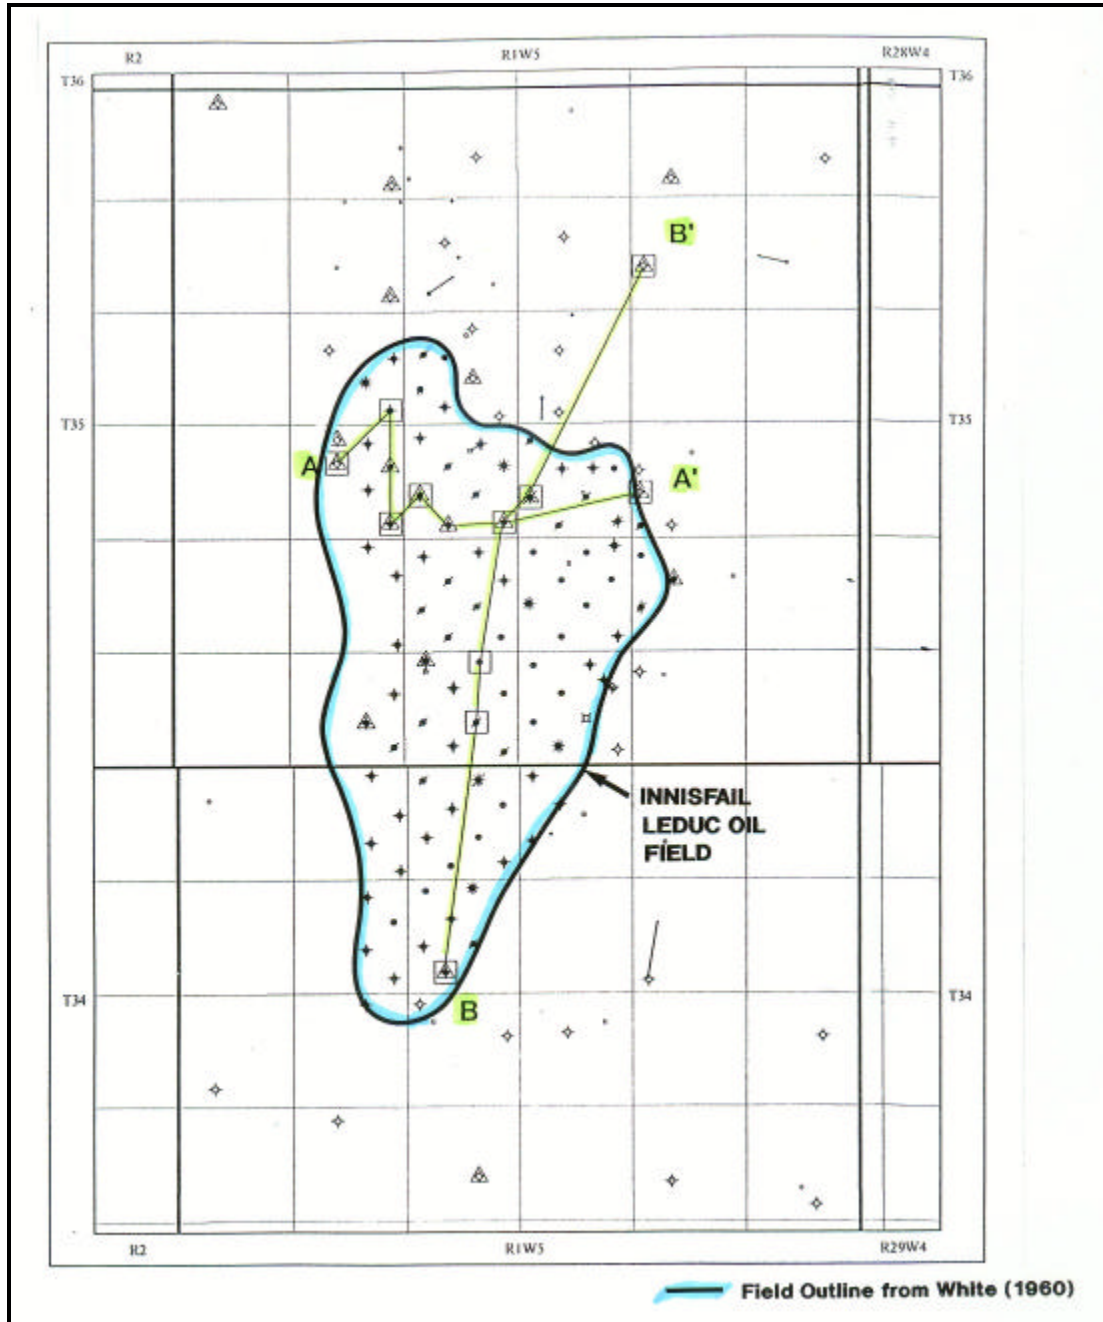 R2 R1W5 R28W4
T36 T36
B'
T35 T35
A A'
INNISFAIL
LEDUC OIL
FIELD
T34 T34
B
R2 R1W5 R29W4
Field Outline from White (1960)